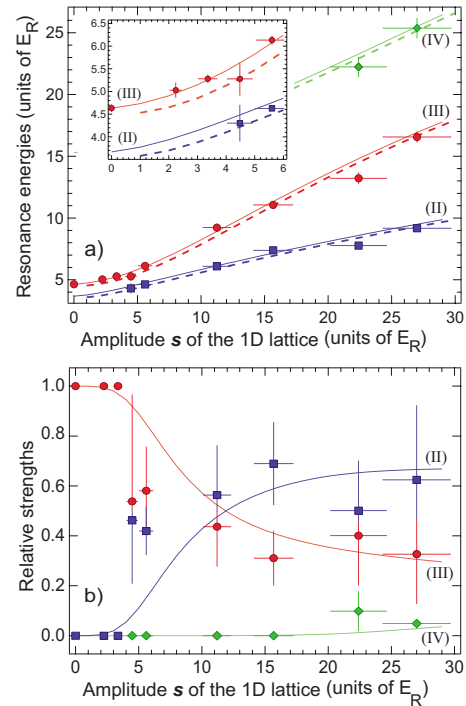 Resonance energies (units of E_R)
25
20
15
10
5
6.5
6.0
5.5
5.0
4.5
4.0
(III)
(II)
0 1 2 3 4 5 6
(IV)
(III)
(II)
a)
0 5 10 15 20 25 30
Amplitude s of the 1D lattice (units of E_R)
Relative strengths
1.0
0.8
0.6
0.4
0.2
0.0
(II)
(III)
(IV)
b)
0 5 10 15 20 25 30
Amplitude s of the 1D lattice (units of E_R)